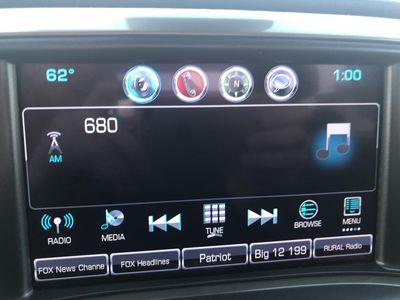 62°
1:00
680
AM
RADIO
MEDIA
TUNE
BROWSE
MENU
FOX News Channe
FOX Headlines
Patriot
Big 12 199
RURAL Radio